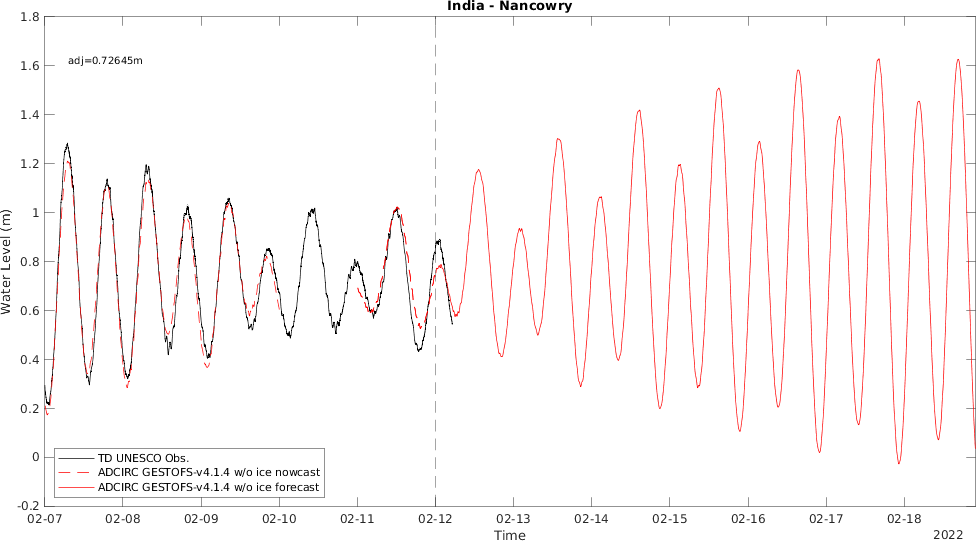 India - Nancowry
1.8
1.6
1.4
1.2
1
0.8
0.6
0.4
0.2
0
-0.2
Water Level (m)
adj=0.72645m
TD UNESCO Obs.
ADCIRC GESTOFS-v4.1.4 w/o ice nowcast
ADCIRC GESTOFS-v4.1.4 w/o ice forecast
02-07 02-08 02-09 02-10 02-11 02-12 02-13 02-14 02-15 02-16 02-17 02-18
Time
2022